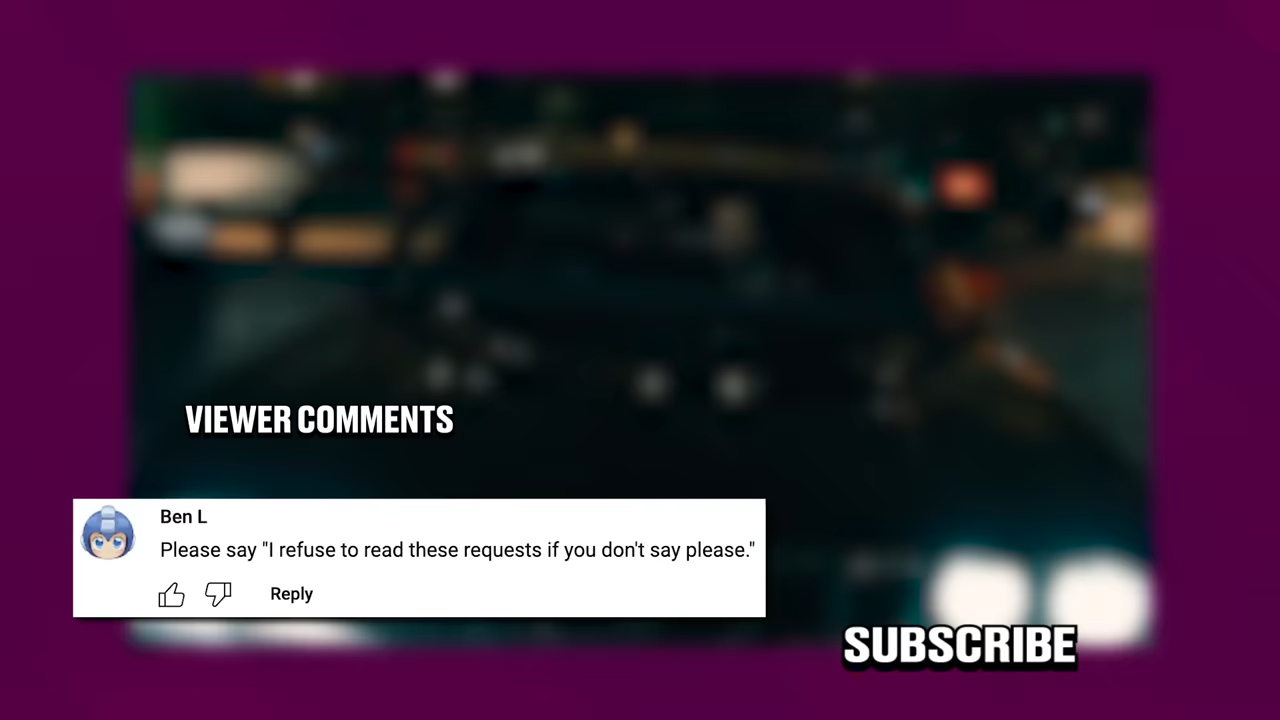 VIEWER COMMENTS
Ben L
Please say "I refuse to read these requests if you don't say please."
Reply
SUBSCRIBE